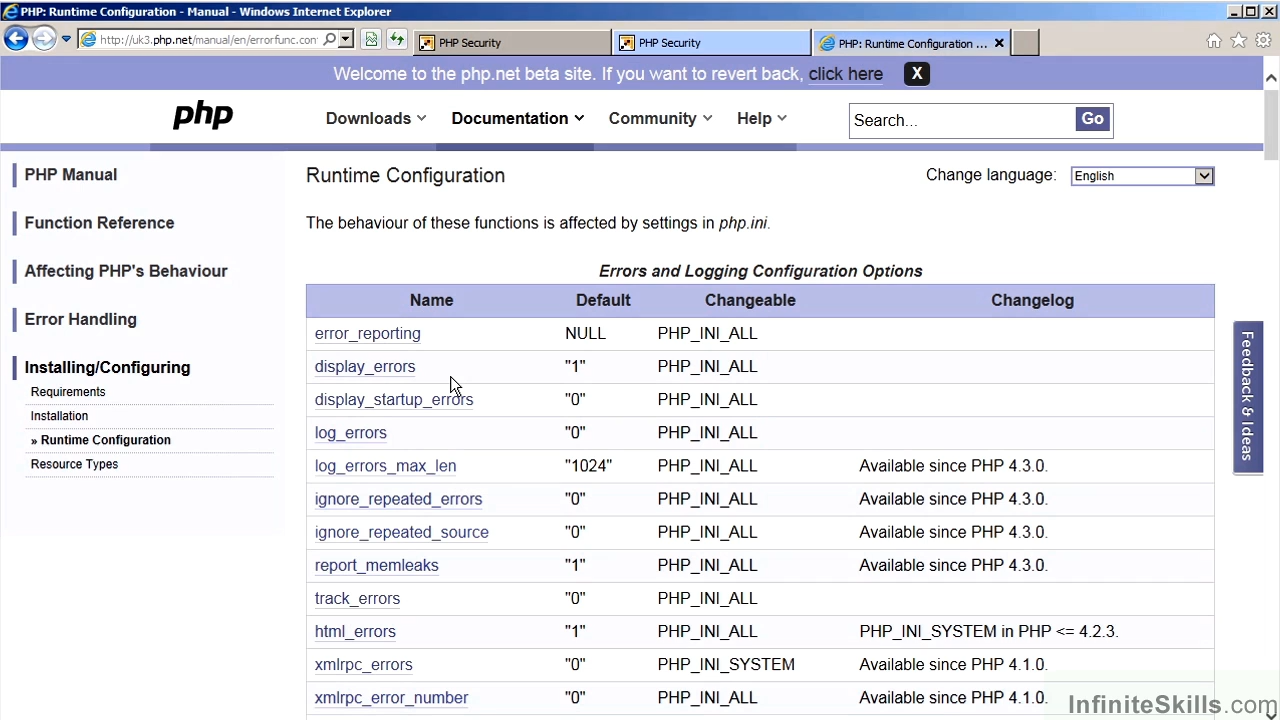 PHP: Runtime Configuration - Manual - Windows Internet Explorer
http://uk3.php.net/manual/en/errorfunc.con
PHP Security
PHP Security
PHP: Runtime Configuration ...
Welcome to the php.net beta site. If you want to revert back, click here X
php
Downloads Documentation Community Help
Search... Go
PHP Manual
Function Reference
Affecting PHP's Behaviour
Error Handling
Installing/Configuring
Requirements
Installation
» Runtime Configuration
Resource Types
Runtime Configuration
Change language: English
The behaviour of these functions is affected by settings in php.ini.
Errors and Logging Configuration Options
Name Default Changeable Changelog
error_reporting NULL PHP_INI_ALL
display_errors "1" PHP_INI_ALL
display_startup_errors "0" PHP_INI_ALL
log_errors "0" PHP_INI_ALL
log_errors_max_len "1024" PHP_INI_ALL Available since PHP 4.3.0.
ignore_repeated_errors "0" PHP_INI_ALL Available since PHP 4.3.0.
ignore_repeated_source "0" PHP_INI_ALL Available since PHP 4.3.0.
report_memleaks "1" PHP_INI_ALL Available since PHP 4.3.0.
track_errors "0" PHP_INI_ALL
html_errors "1" PHP_INI_ALL PHP_INI_SYSTEM in PHP <= 4.2.3.
xmlrpc_errors "0" PHP_INI_SYSTEM Available since PHP 4.1.0.
xmlrpc_error_number "0" PHP_INI_ALL Available since PHP 4.1.0.
Feedback & Ideas
InfiniteSkills.com